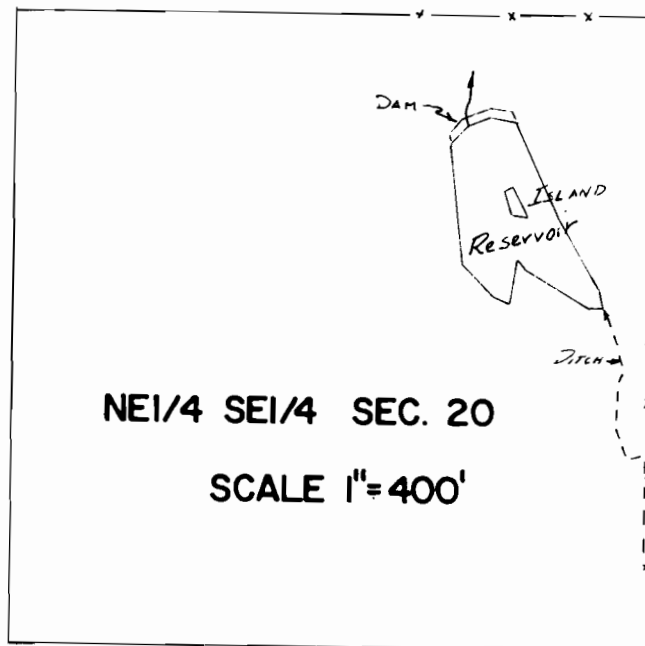 DAM
ISLAND
Reservoir
DITCH
NE1/4 SE1/4 SEC. 20
SCALE 1"=400'